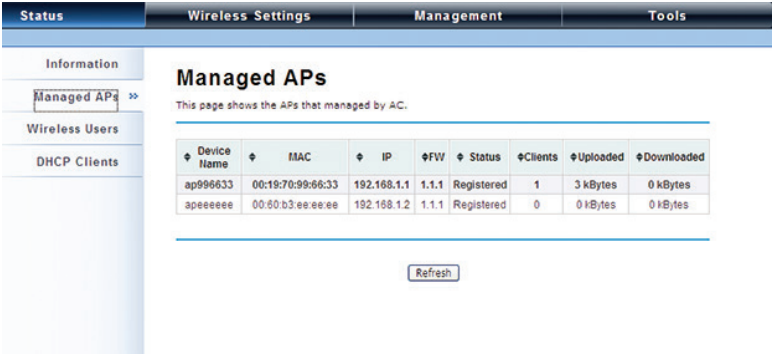 Status Wireless Settings Management Tools
Information
Managed APs »
Wireless Users
DHCP Clients
Managed APs
This page shows the APs that managed by AC.
Device Name MAC IP FW Status Clients Uploaded Downloaded
ap996633 00:19:70:99:66:33 192.168.1.1 1.1.1 Registered 1 3 kBytes 0 kBytes
apeeeeee 00:60:b3:ee:ee:ee 192.168.1.2 1.1.1 Registered 0 0 kBytes 0 kBytes
Refresh